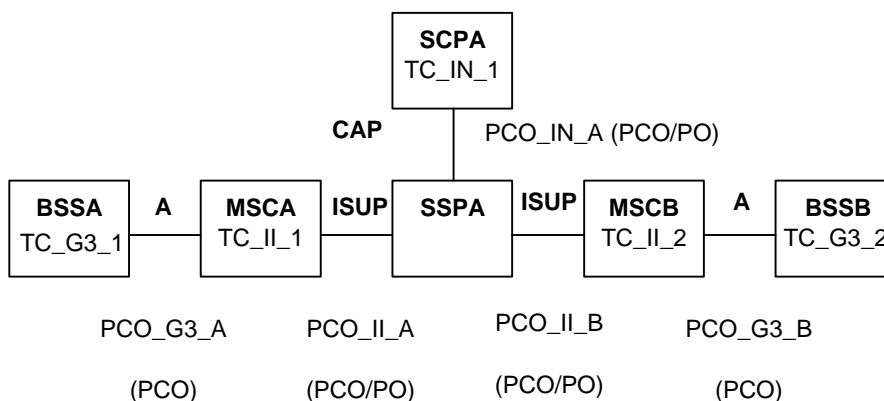 SCPA
TC_IN_1
CAP
PCO_IN_A (PCO/PO)
BSSA
TC_G3_1
A
MSCA
TC_II_1
ISUP
SSPA
ISUP
MSCB
TC_II_2
A
BSSB
TC_G3_2
PCO_G3_A
(PCO)
PCO_II_A
(PCO/PO)
PCO_II_B
(PCO/PO)
PCO_G3_B
(PCO)